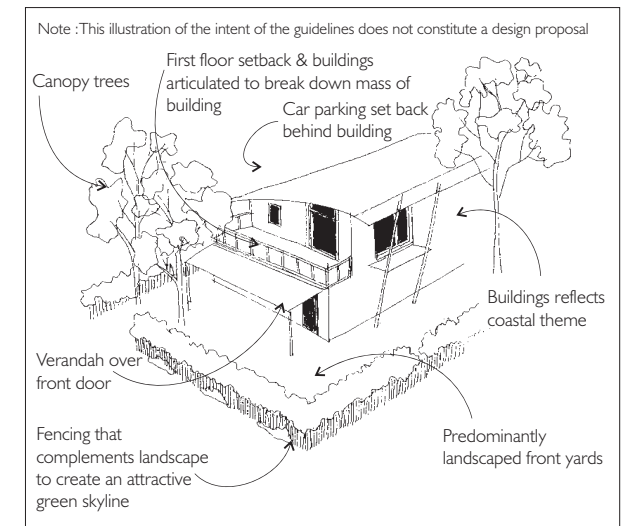 Note :This illustration of the intent of the guidelines does not constitute a design proposal
Canopy trees
First floor setback & buildings
articulated to break down mass of
building
Car parking set back
behind building
Buildings reflects
coastal theme
Verandah over
front door
Fencing that
complements landscape
to create an attractive
green skyline
Predominantly
landscaped front yards